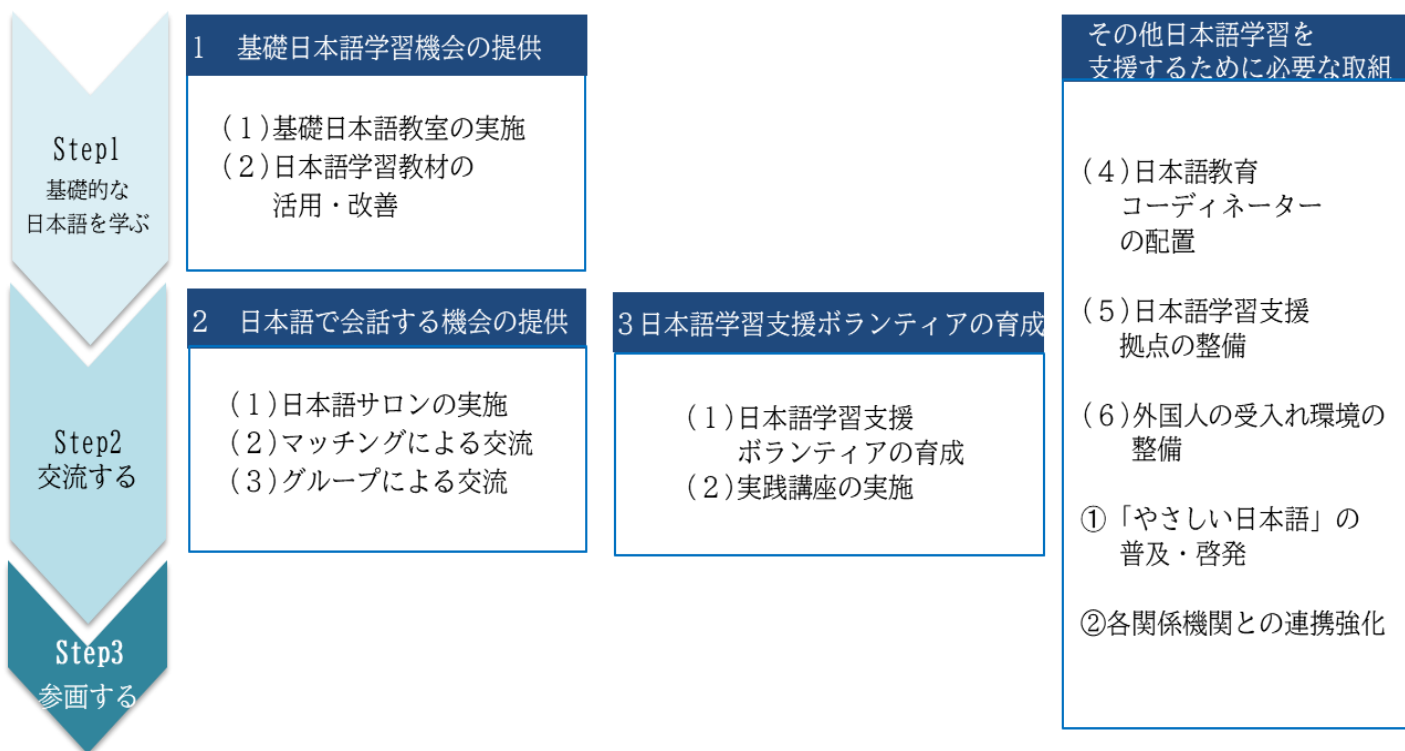 Step1
基礎的な
日本語を学ぶ
Step2
交流する
Step3
参画する
1　基礎日本語学習機会の提供
(１)基礎日本語教室の実施
(２)日本語学習教材の
活用・改善
2　日本語で会話する機会の提供
(１)日本語サロンの実施
(２)マッチングによる交流
(３)グループによる交流
3日本語学習支援ボランティアの育成
(１)日本語学習支援
ボランティアの育成
(２)実践講座の実施
その他日本語学習を
支援するために必要な取組
(４)日本語教育
コーディネーター
の配置
(５)日本語学習支援
拠点の整備
(６)外国人の受入れ環境の
整備
①「やさしい日本語」の
普及・啓発
②各関係機関との連携強化